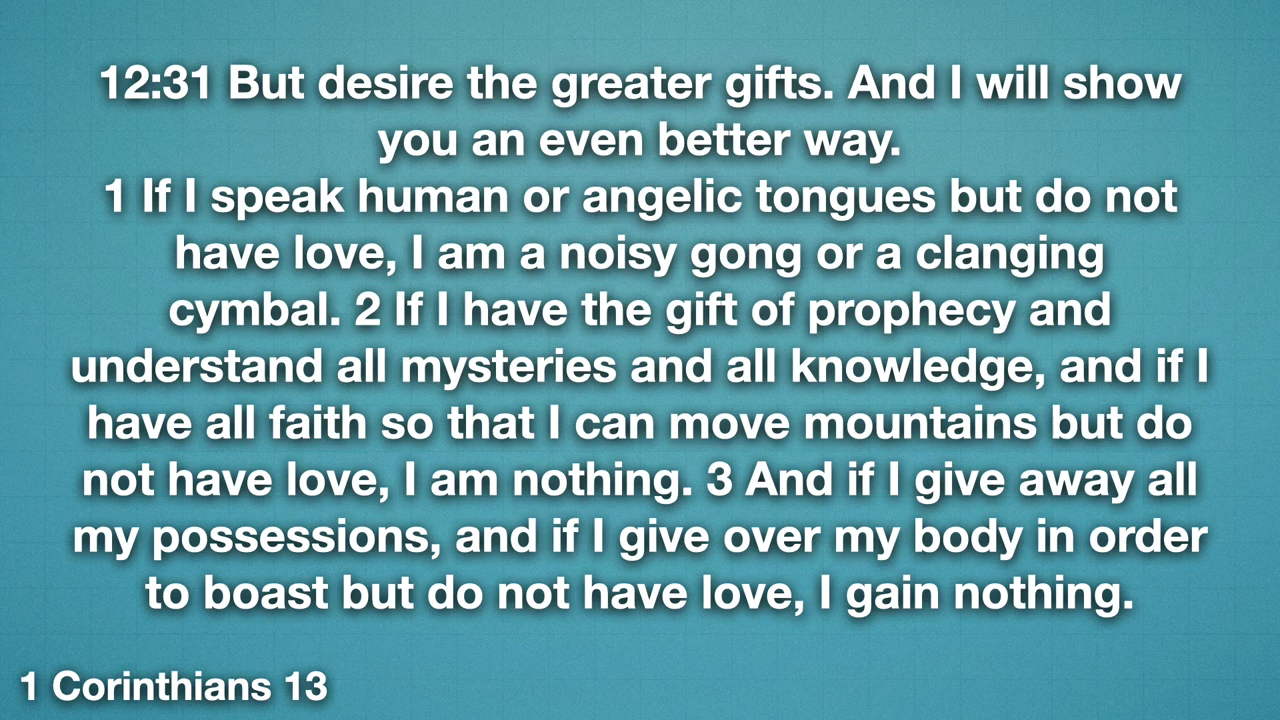 12:31 But desire the greater gifts. And I will show
you an even better way.
1 If I speak human or angelic tongues but do not
have love, I am a noisy gong or a clanging
cymbal. 2 If I have the gift of prophecy and
understand all mysteries and all knowledge, and if I
have all faith so that I can move mountains but do
not have love, I am nothing. 3 And if I give away all
my possessions, and if I give over my body in order
to boast but do not have love, I gain nothing.
1 Corinthians 13